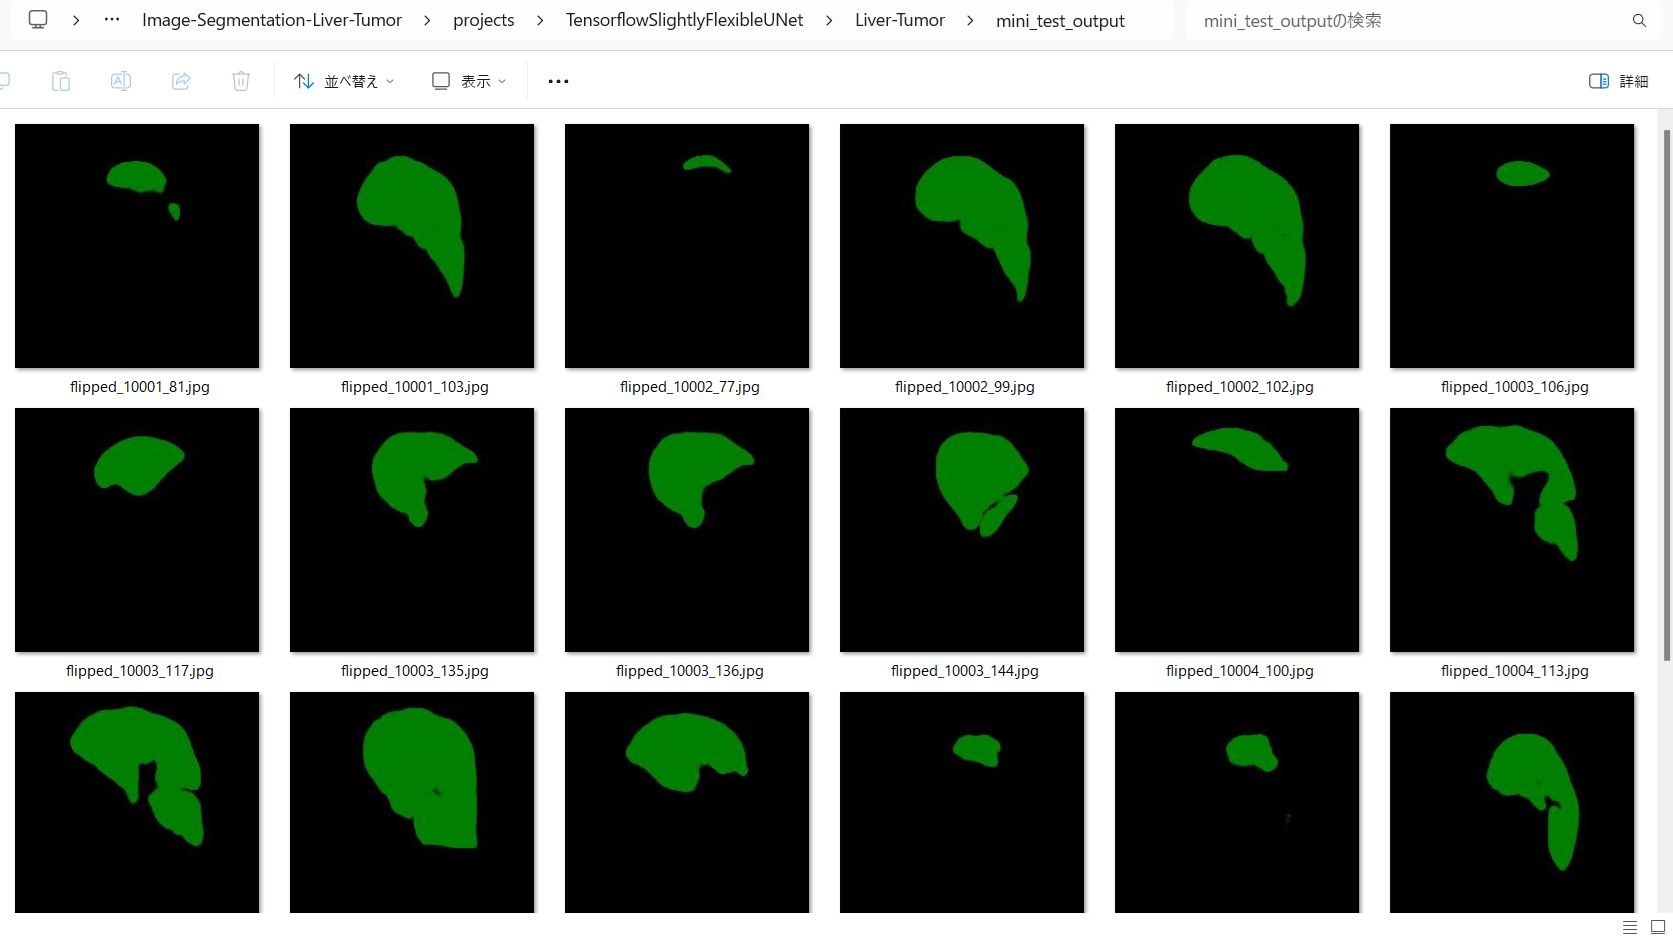 Image-Segmentation-Liver-Tumor > projects > TensorflowSlightlyFlexibleUNet > Liver-Tumor > mini_test_output
mini_test_outputの検索
並べ替え 表示 詳細
flipped_10001_81.jpg flipped_10001_103.jpg flipped_10002_77.jpg flipped_10002_99.jpg flipped_10002_102.jpg flipped_10003_106.jpg
flipped_10003_117.jpg flipped_10003_135.jpg flipped_10003_136.jpg flipped_10003_144.jpg flipped_10004_100.jpg flipped_10004_113.jpg